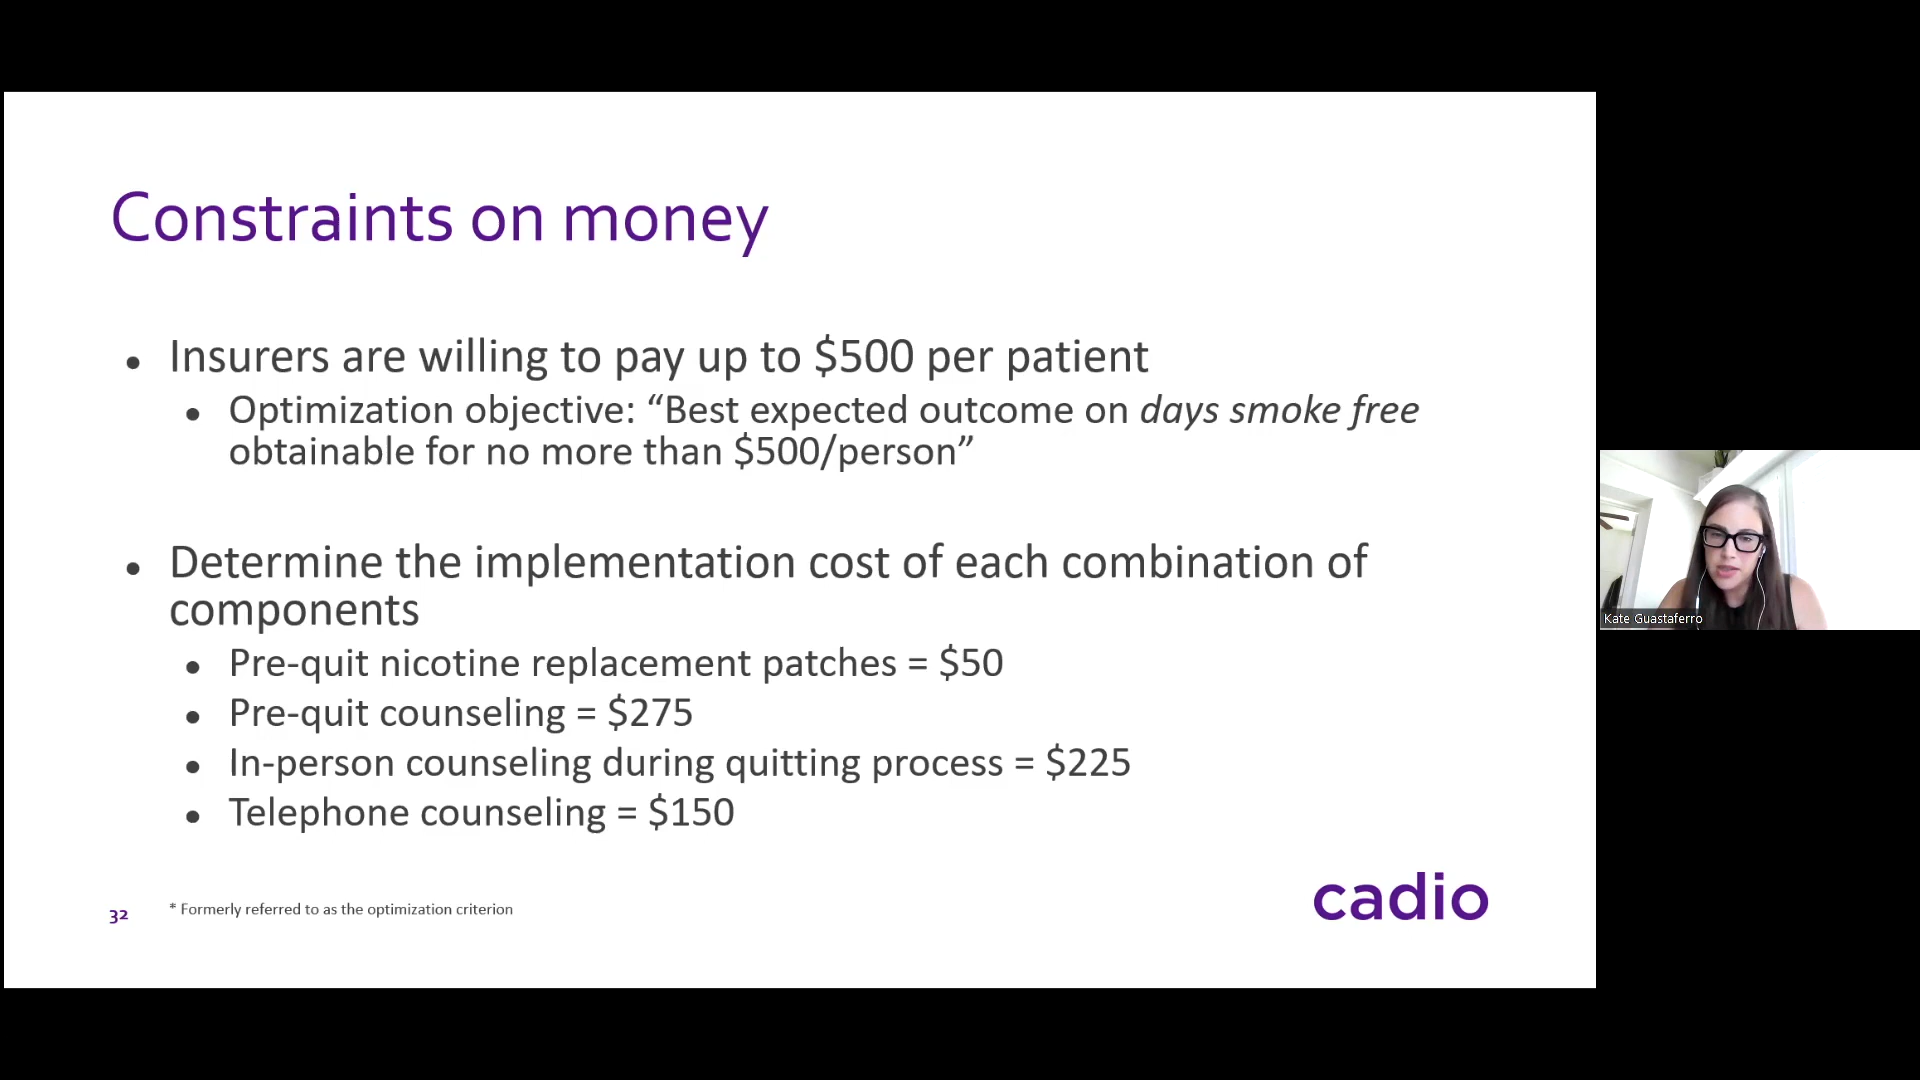 Constraints on money
• Insurers are willing to pay up to $500 per patient
• Optimization objective: “Best expected outcome on days smoke free
obtainable for no more than $500/person”
• Determine the implementation cost of each combination of
components
• Pre-quit nicotine replacement patches = $50
• Pre-quit counseling = $275
• In-person counseling during quitting process = $225
• Telephone counseling = $150
32
* Formerly referred to as the optimization criterion
cadio
Kate Guastaferro